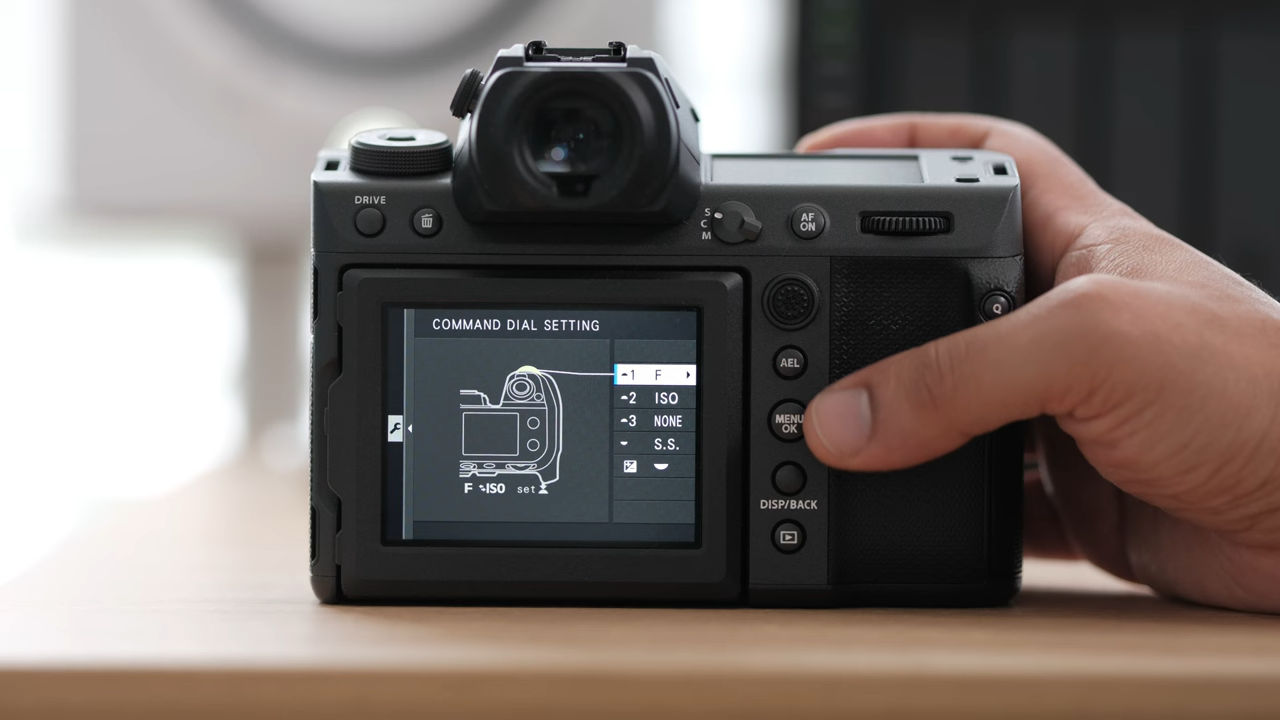 DRIVE
S
C
M
AF
ON
Q
COMMAND DIAL SETTING
1 F
2 ISO
3 NONE
S.S.
F ISO set
AEL
MENU
OK
DISP/BACK